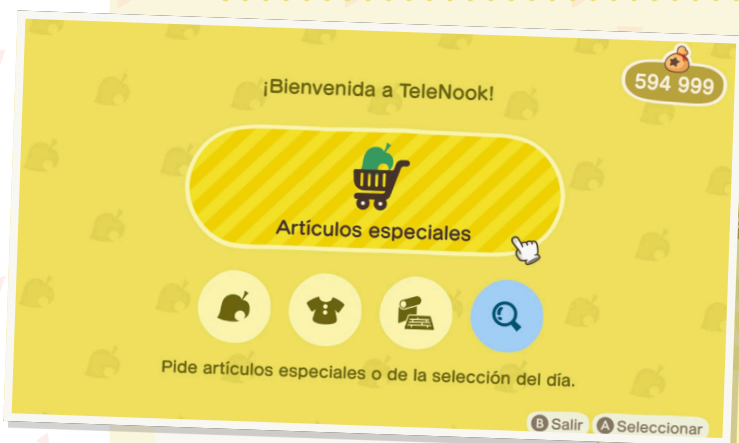 594 999
¡Bienvenida a TeleNook!
Artículos especiales
Pide artículos especiales o de la selección del día.
B Salir A Seleccionar